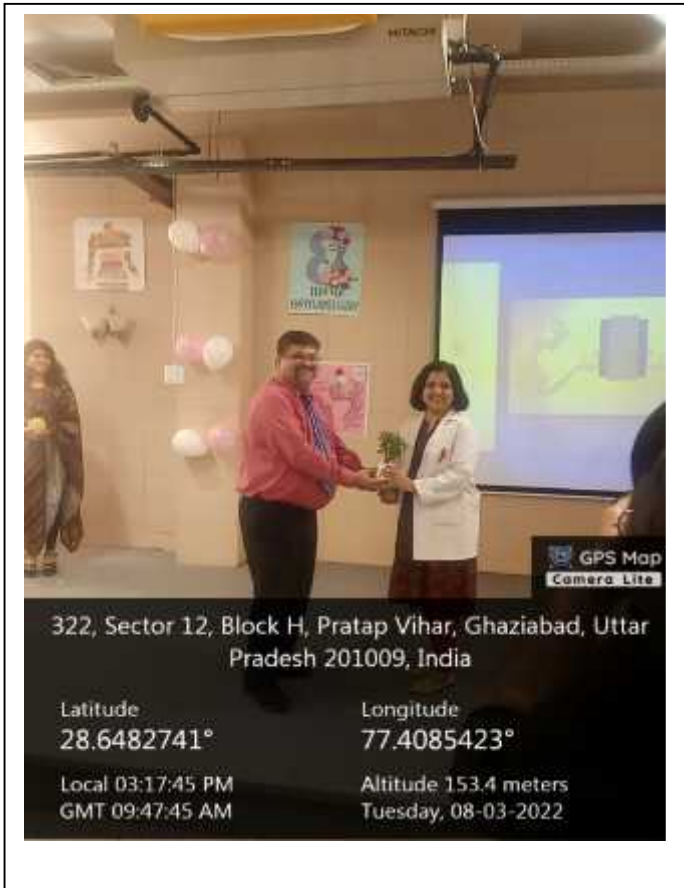 HITACHI
GPS Map
Camera Lite
322, Sector 12, Block H, Pratap Vihar, Ghaziabad, Uttar
Pradesh 201009, India
Latitude
28.6482741°
Longitude
77.4085423°
Local 03:17:45 PM
GMT 09:47:45 AM
Altitude 153.4 meters
Tuesday, 08-03-2022